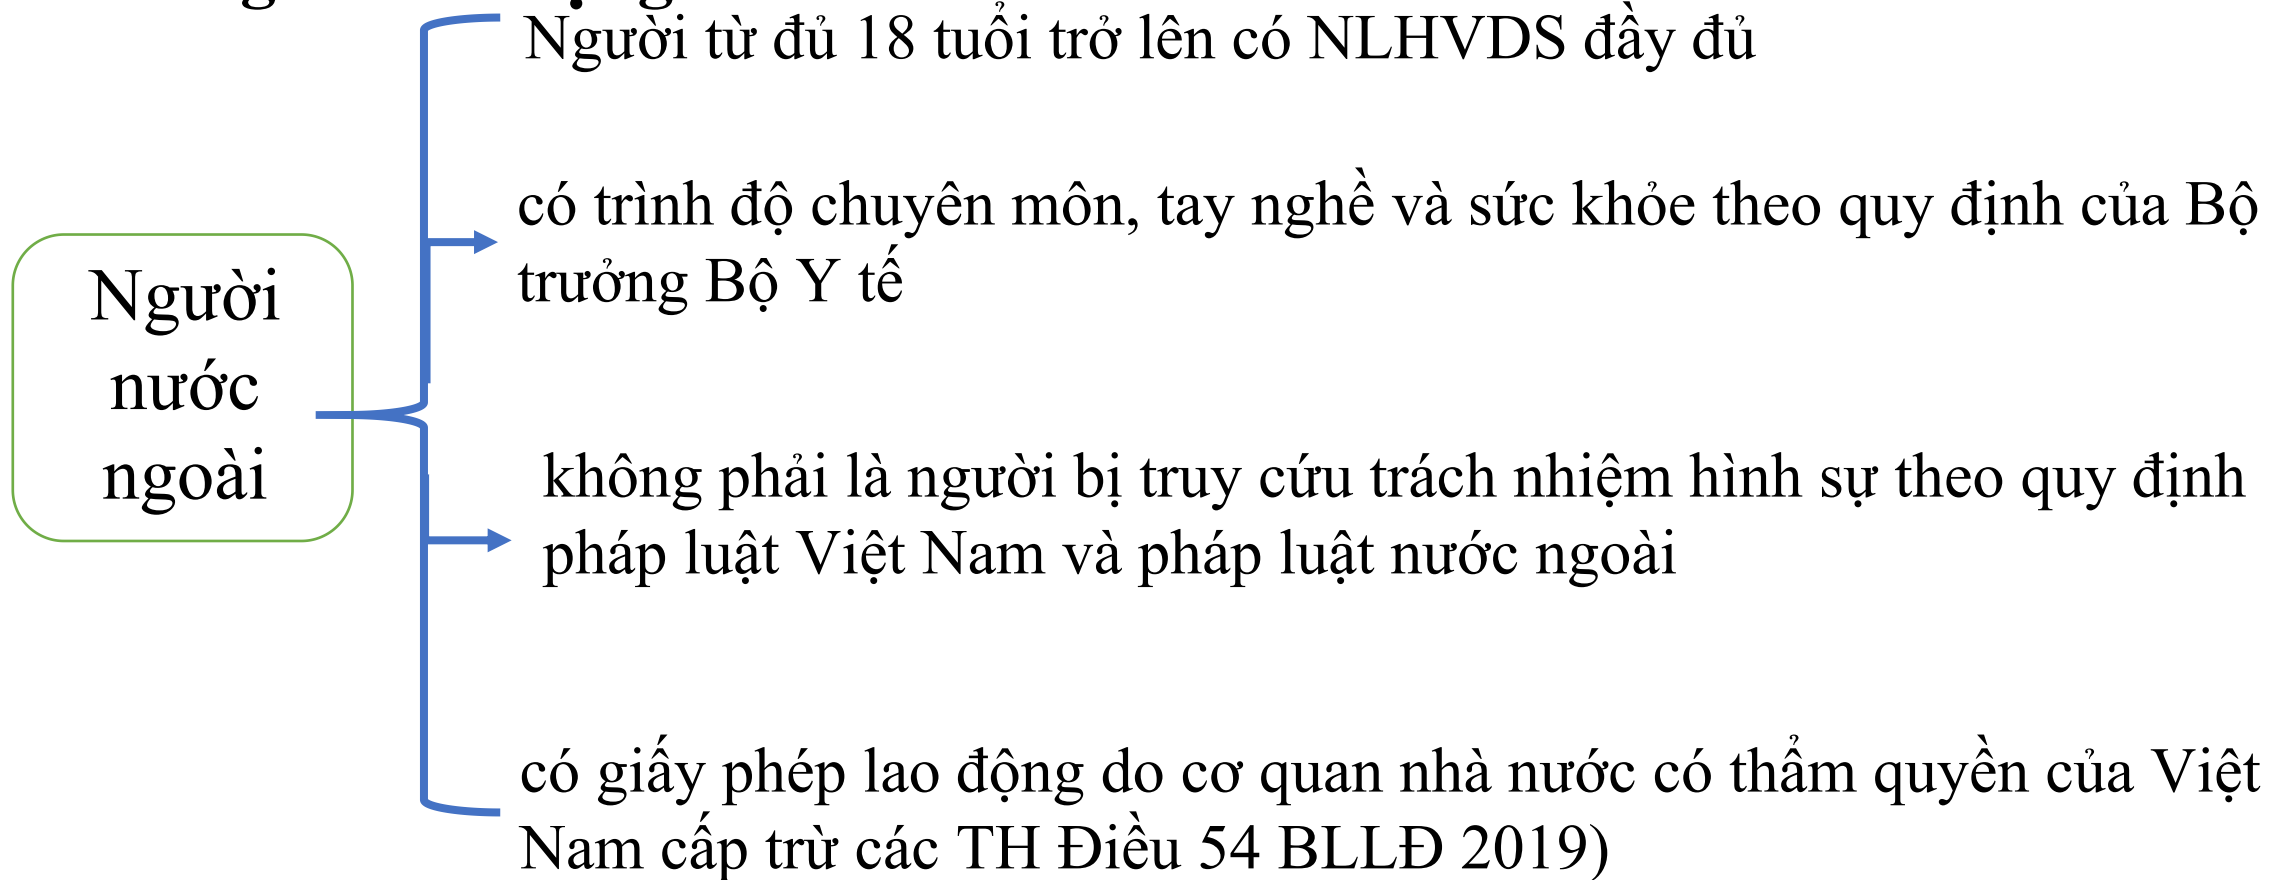 Người từ đủ 18 tuổi trở lên có NLHVDS đầy đủ
có trình độ chuyên môn, tay nghề và sức khỏe theo quy định của Bộ
trưởng Bộ Y tế
Người
nước
ngoài
không phải là người bị truy cứu trách nhiệm hình sự theo quy định
pháp luật Việt Nam và pháp luật nước ngoài
có giấy phép lao động do cơ quan nhà nước có thẩm quyền của Việt
Nam cấp trừ các TH Điều 54 BLLĐ 2019)